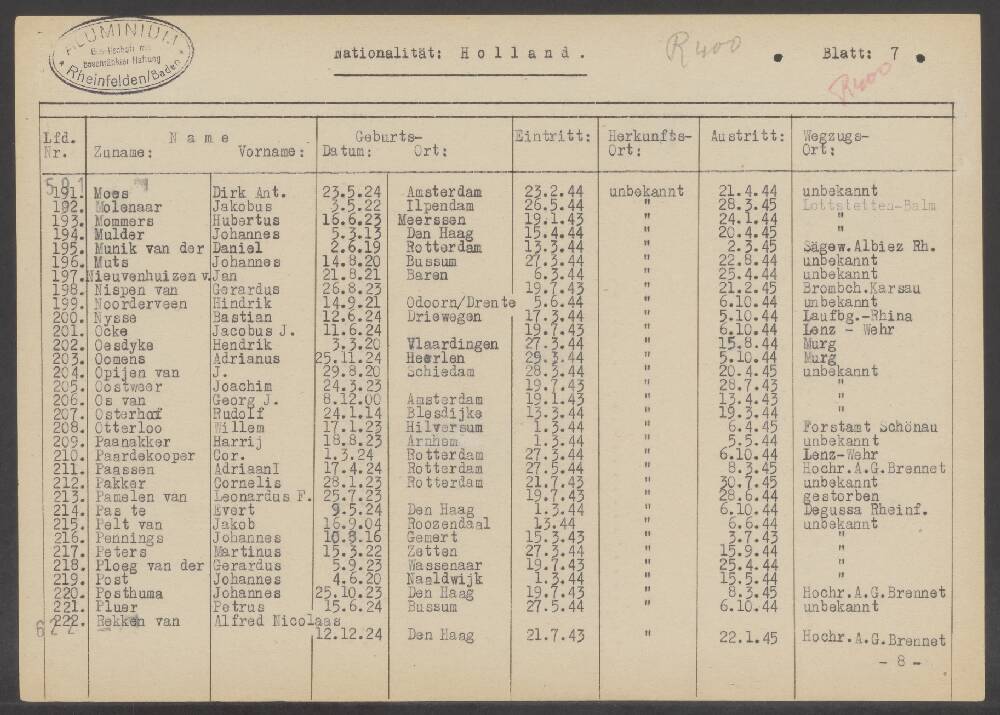 ALUMINIUM
Gesellschaft mit
beschränkter Haftung
Rheinfelden/Baden
Nationalität: Holland. R400 Blatt: 7
R400
Lfd. Name Geburts- Eintritt: Herkunfts- Austritt: Wegzugs-
Nr. Zuname: Vorname: Datum: Ort: Ort: Ort:
591
191. Moes Dirk Ant. 23.5.24 Amsterdam 23.2.44 unbekannt 21.4.44 unbekannt
192. Molenaar Jakobus 3.5.22 Ilpendam 26.5.44 " 28.3.45 Lottstetten-Balm
193. Mommers Hubertus 16.6.23 Meerssen 19.1.43 " 24.1.44 "
194. Mulder Johannes 5.3.13 Den Haag 15.4.44 " 20.4.45 "
195. Munik van der Daniel 2.6.19 Rotterdam 13.3.44 " 2.3.45 Sägew.Albiez Rh.
196. Muts Johannes 14.8.20 Bussum 27.3.44 " 22.8.44 unbekannt
197. Nieuvenhuizen v. Jan 21.8.21 Baren 6.3.44 " 25.4.44 unbekannt
198. Nispen van Gerardus 26.8.23 19.7.43 " 21.2.45 Brombch.Karsau
199. Noorderveen Hindrik 14.9.21 Odoorn/Drente 5.6.44 " 6.10.44 unbekannt
200. Nysse Bastian 12.6.24 Driewegen 17.3.44 " 5.10.44 Laufbg.-Rhina
201. Ocke Jacobus J. 11.6.24 19.7.43 " 6.10.44 Lenz - Wehr
202. Oesdyke Hendrik 3.3.20 Vlaardingen 27.3.44 " 15.8.44 Murg
203. Oomens Adrianus 25.11.24 Heerlen 29.3.44 " 5.10.44 Murg
204. Opijen van J. 29.8.20 Schiedam 28.3.44 " 20.4.45 unbekannt
205. Oostweer Joachim 24.3.23 19.7.43 " 28.7.43 "
206. Os van Georg J. 8.12.00 Amsterdam 19.1.43 " 13.4.43 "
207. Osterhof Rudolf 24.1.14 Blesdijke 13.3.44 " 19.3.44 "
208. Otterloo Willem 17.1.23 Hilversum 1.3.44 " 6.4.45 Forstamt Schönau
209. Paanakker Harrij 18.8.23 Arnhem 1.3.44 " 5.5.44 unbekannt
210. Paardekooper Cor. 1.3.24 Rotterdam 27.3.44 " 6.10.44 Lenz-Wehr
211. Paassen AdriaanI 17.4.24 Rotterdam 27.5.44 " 8.3.45 Hochr.A.G.Brennet
212. Pakker Cornelis 28.1.23 Rotterdam 21.7.43 " 30.7.45 unbekannt
213. Pamelen van Leonardus F. 25.7.23 19.7.43 " 28.6.44 gestorben
214. Pas te Evert 9.5.24 Den Haag 1.3.44 " 6.10.44 Degussa Rheinf.
215. Pelt van Jakob 16.9.04 Roozendaal 13.44 " 6.6.44 unbekannt
216. Pennings Johannes 10.8.16 Gemert 15.3.43 " 3.7.43 "
217. Peters Martinus 15.3.22 Zetten 27.3.44 " 15.9.44 "
218. Ploeg van der Gerardus 5.9.23 Wassenaar 19.7.43 " 25.4.44 "
219. Post Johannes 4.6.20 Naaldwijk 1.3.44 " 15.5.44 "
220. Posthuma Johannes 25.10.23 Den Haag 19.7.43 " 8.3.45 Hochr.A.G.Brennet
221. Pluer Petrus 15.6.24 Bussum 27.5.44 " 6.10.44 unbekannt
622
222. Rekken van Alfred Nicolaas
12.12.24 Den Haag 21.7.43 " 22.1.45 Hochr.A.G.Brennet
- 8 -